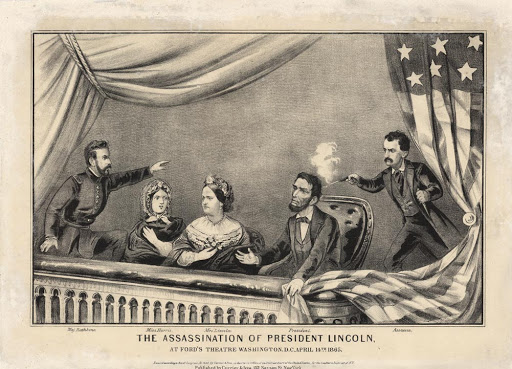 Maj. Rathbone. Miss Harris. Mrs. Lincoln. President. Assassin.
THE ASSASSINATION OF PRESIDENT LINCOLN,
AT FORD'S THEATRE WASHINGTON, D.C. APRIL 14TH 1865.
Published by Currier & Ives, 152 Nassau St. New York